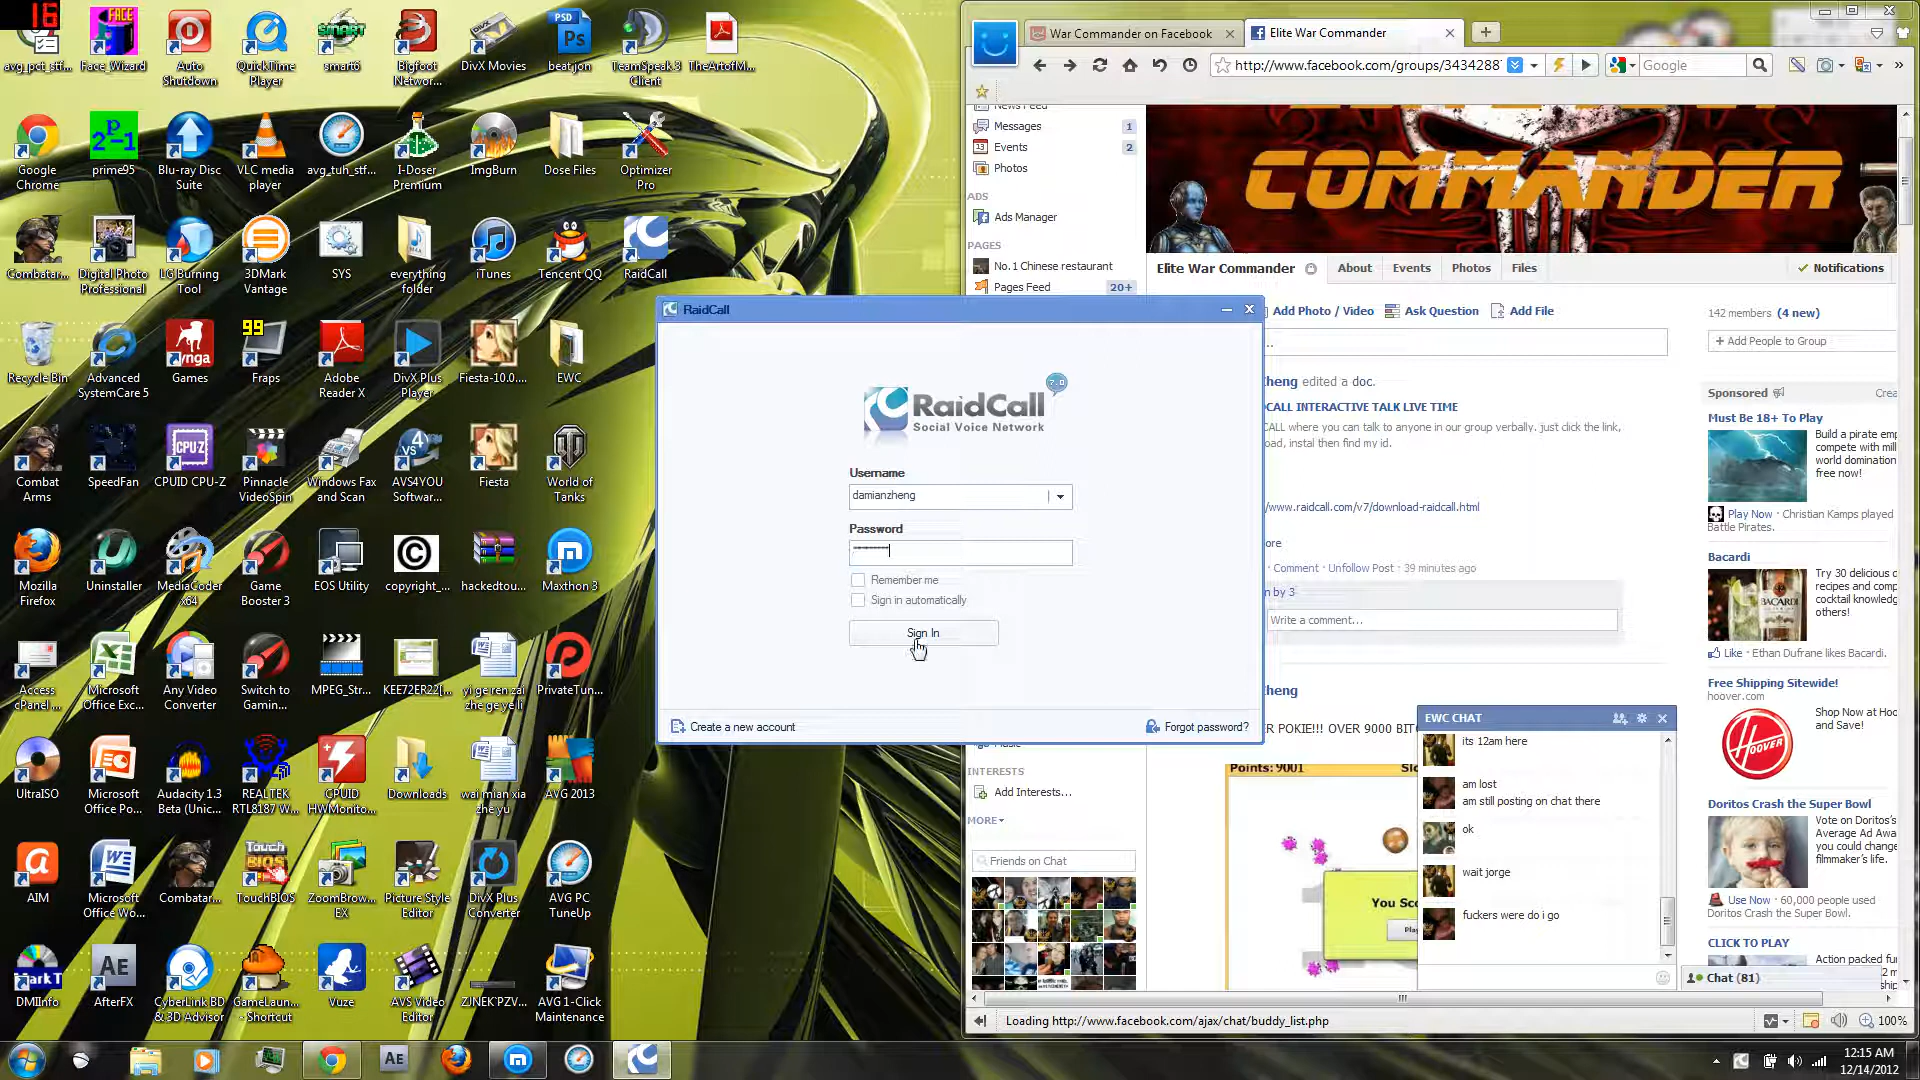 16
avg_pct_stf...
Face_Wizard
Auto Shutdown
QuickTime Player
smart6
Bigfoot Networ...
DivX Movies
beat jon
TeamSpeak 3 Client
TheArtofM...
Google Chrome
prime95
Blu-ray Disc Suite
VLC media player
avg_tuh_stf...
I-Doser Premium
ImgBurn
Dose Files
Optimizer Pro
Combatar...
Digital Photo Professional
LG Burning Tool
3DMark Vantage
SYS
everything folder
iTunes
Tencent QQ
RaidCall
Recycle Bin
Advanced SystemCare 5
Games
99
Fraps
Adobe Reader X
DivX Plus Player
Fiesta-10.0....
EWC
Combat Arms
SpeedFan
CPUID CPU-Z
Pinnacle VideoSpin
Windows Fax and Scan
AVS4YOU Softwar...
Fiesta
World of Tanks
Mozilla Firefox
Uninstaller
MediaCoder x64
Game Booster 3
EOS Utility
copyright_...
hackedtou...
Maxthon 3
Access cPanel ...
Microsoft Office Exc...
Any Video Converter
Switch to Gamin...
MPEG_Str...
KEE72ER22[...
yi ge ren zai zhe ge ye li
PrivateTun...
UltraISO
Microsoft Office Po...
Audacity 1.3 Beta (Unic...
REALTEK RTL8187 W...
CPUID HWMonito...
Downloads
wai mian xia zhe yu
AVG 2013
AIM
Microsoft Office Wo...
Combatar...
TouchBIOS
ZoomBrow... EX
Picture Style Editor
DivX Plus Converter
AVG PC TuneUp
DMIInfo
AfterFX
CyberLink BD & 3D Advisor
GameLaun... - Shortcut
Vuze
AVS Video Editor
ZJNEK`PZV...
AVG 1-Click Maintenance
War Commander on Facebook
Elite War Commander
http://www.facebook.com/groups/34342887
Google
News Feed
Messages 1
Events 2
Photos
ADS
Ads Manager
PAGES
No. 1 Chinese restaurant
Pages Feed 20+
COMMANDER
Elite War Commander
About
Events
Photos
Files
Notifications
Add Photo / Video
Ask Question
Add File
142 members (4 new)
+ Add People to Group
heng edited a doc.
CALL INTERACTIVE TALK LIVE TIME
CALL where you can talk to anyone in our group verbally. just click the link,
oad, instal then find my id.
/www.raidcall.com/v7/download-raidcall.html
ore
· Comment · Unfollow Post · 39 minutes ago
n by 3
Write a comment...
heng
R POKIE!!! OVER 9000 BIT
Points: 9001
You Sco
Play
RaidCall
RaidCall 7.0
Social Voice Network
Username
damianzheng
Password
********
Remember me
Sign in automatically
Sign In
Create a new account
Forgot password?
Music
INTERESTS
Add Interests...
MORE
Friends on Chat
EWC CHAT
its 12am here
am lost
am still posting on chat there
ok
wait jorge
fuckers were do i go
Chat (81)
Sponsored
Crea
Must Be 18+ To Play
Build a pirate emp
compete with mill
world domination
free now!
Play Now · Christian Kamps played
Battle Pirates.
Bacardi
Try 30 delicious c
recipes and comp
cocktail knowledg
others!
BACARDI
Like · Ethan Dufrane likes Bacardi.
Free Shipping Sitewide!
hoover.com
Shop Now at Hoo
and Save!
HOOVER
Doritos Crash the Super Bowl
Vote on Doritos's
Average Ad Awa
you could change
filmmaker's life.
Use Now · 60,000 people used
Doritos Crash the Super Bowl.
CLICK TO PLAY
Action packed fur
Loading http://www.facebook.com/ajax/chat/buddy_list.php
100%
12:15 AM
12/14/2012